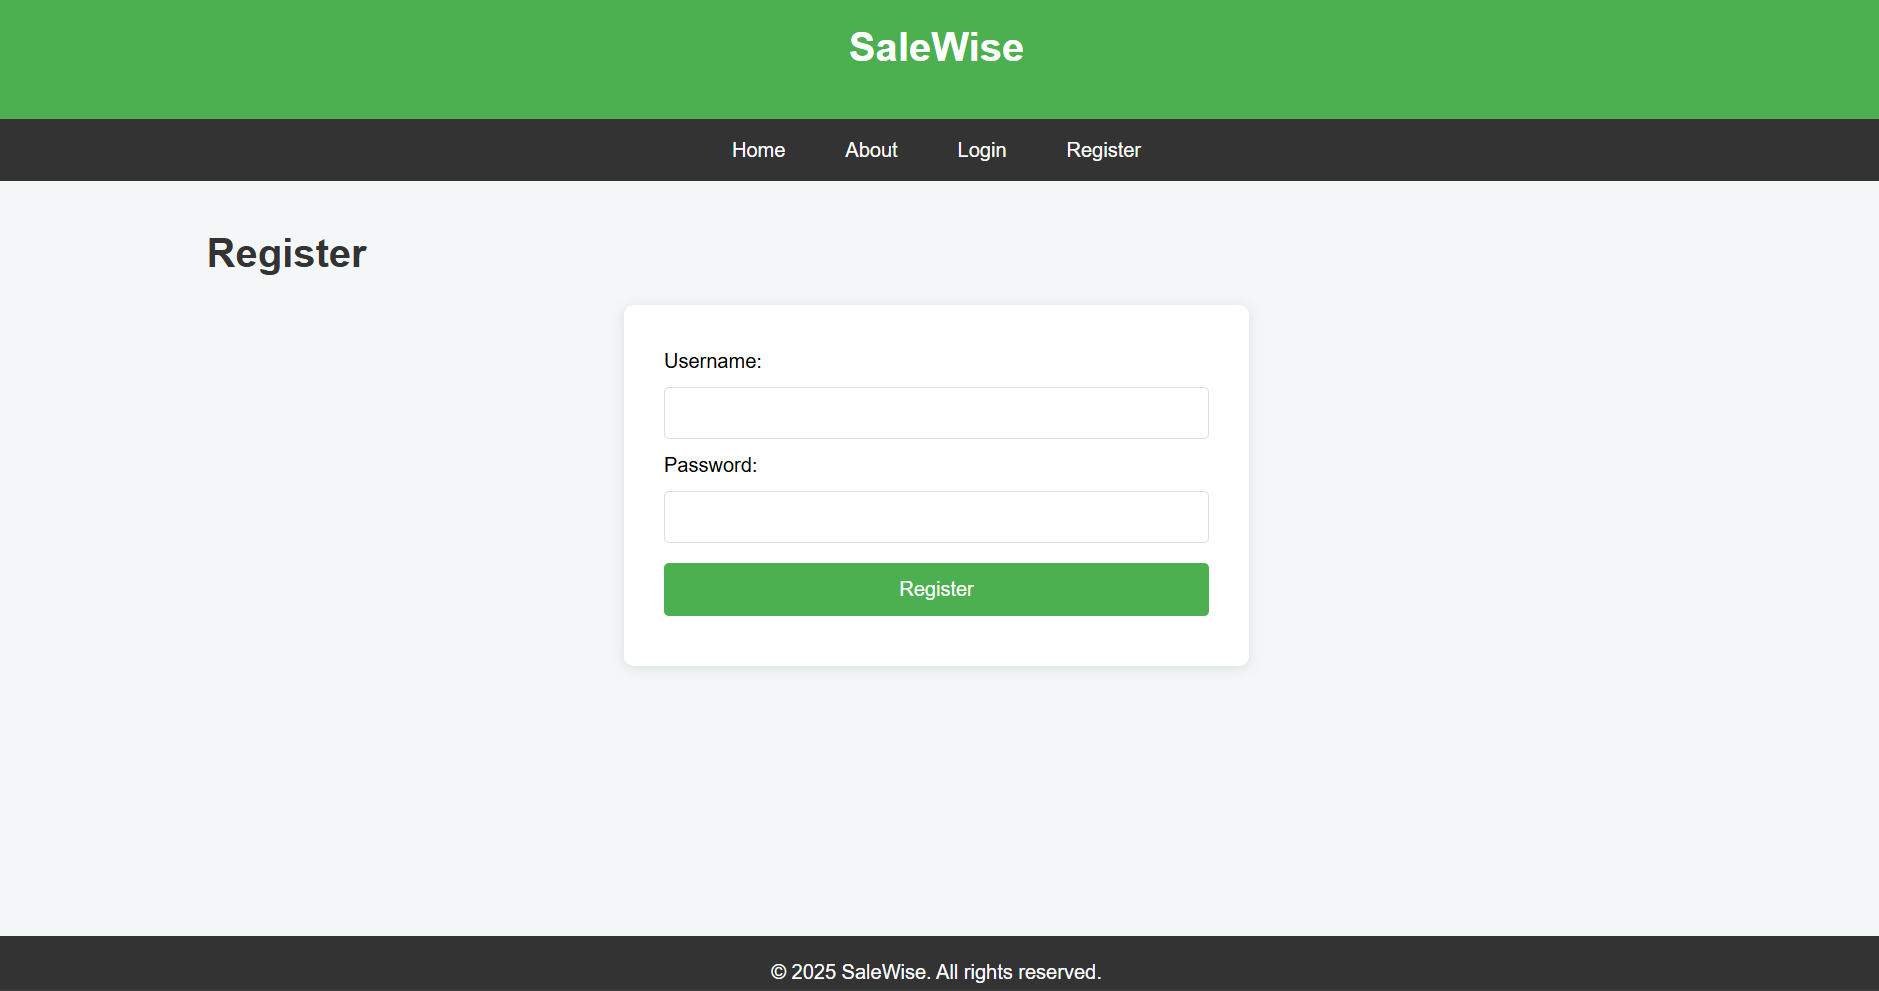 SaleWise
Home About Login Register
Register
Username:
Password:
Register
© 2025 SaleWise. All rights reserved.